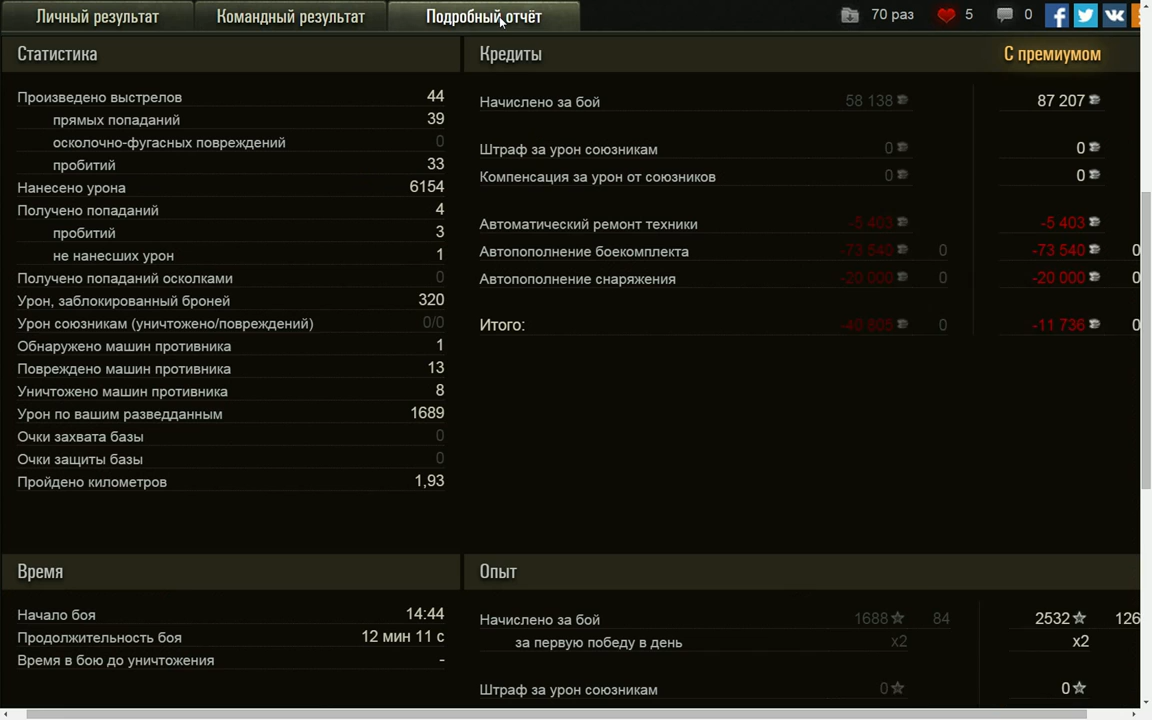 Личный результат
Командный результат
Подробный отчёт
70 раз
5
0
Статистика
Произведено выстрелов 44
прямых попаданий 39
осколочно-фугасных повреждений 0
пробитий 33
Нанесено урона 6154
Получено попаданий 4
пробитий 3
не нанесших урон 1
Получено попаданий осколками 0
Урон, заблокированный броней 320
Урон союзникам (уничтожено/повреждений) 0/0
Обнаружено машин противника 1
Повреждено машин противника 13
Уничтожено машин противника 8
Урон по вашим разведданным 1689
Очки захвата базы 0
Очки защиты базы 0
Пройдено километров 1,93
Кредиты С премиумом
Начислено за бой 58 138 87 207
Штраф за урон союзникам 0 0
Компенсация за урон от союзников 0 0
Автоматический ремонт техники -5 403 -5 403
Автопополнение боекомплекта -73 540 0 -73 540 0
Автопополнение снаряжения -20 000 0 -20 000 0
Итого: -40 805 0 -11 736 0
Время
Начало боя 14:44
Продолжительность боя 12 мин 11 с
Время в бою до уничтожения -
Опыт
Начислено за бой 1688 84 2532 126
за первую победу в день x2 x2
Штраф за урон союзникам 0 0